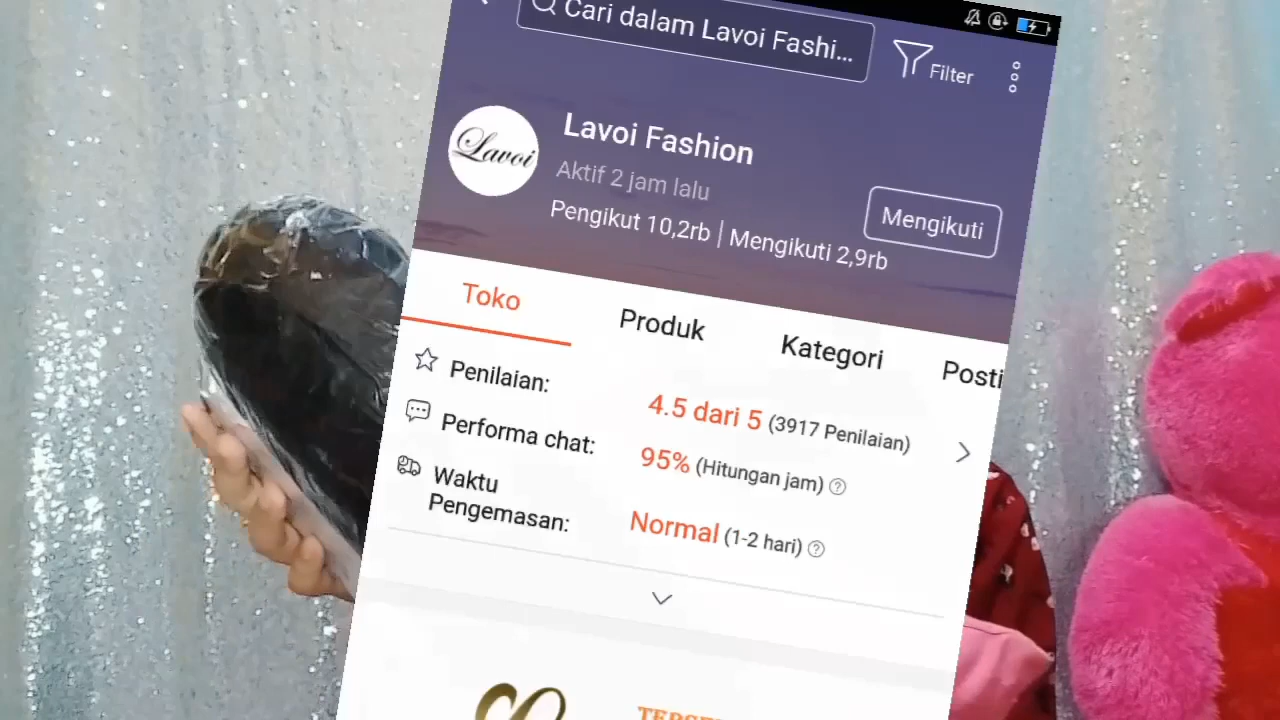 Cari dalam Lavoi Fashi...
Filter
Lavoi
Lavoi Fashion
Aktif 2 jam lalu
Pengikut 10,2rb | Mengikuti 2,9rb
Mengikuti
Toko
Produk
Kategori
Posti
Penilaian:
4.5 dari 5 (3917 Penilaian)
Performa chat:
95% (Hitungan jam)
Waktu
Pengemasan:
Normal (1-2 hari)